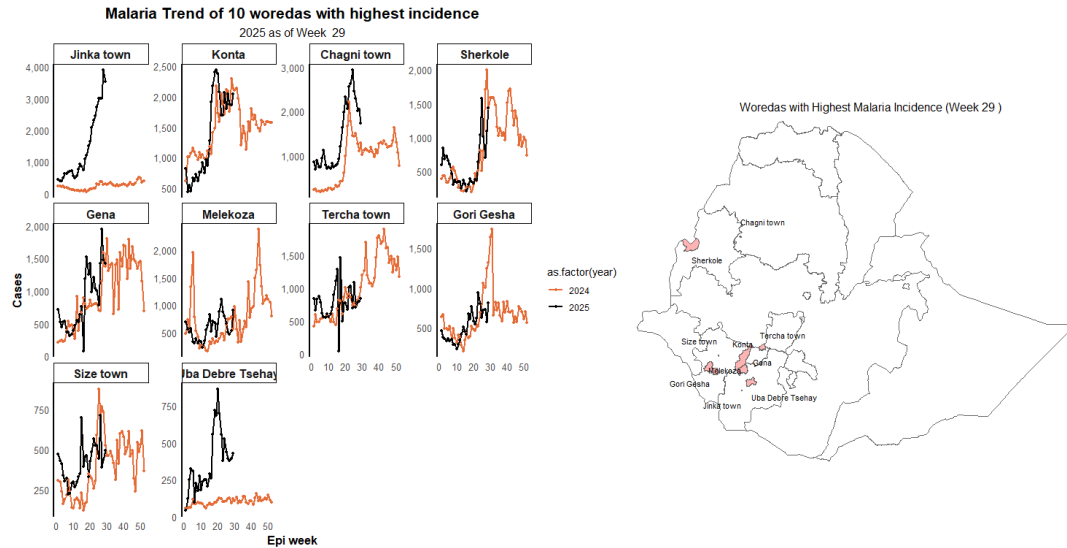 Malaria Trend of 10 woredas with highest incidence
2025 as of Week 29
Jinka town
Konta
Chagni town
Sherkole
4,000
3,000
2,000
1,000
0
2,500
2,000
1,500
1,000
500
3,000
2,000
1,000
2,000
1,500
1,000
500
Gena
Melekoza
Tercha town
Gori Gesha
2,000
1,500
1,000
500
0
2,000
1,500
1,000
500
1,500
1,000
500
0
1,500
1,000
500
Size town
Uba Debre Tsehay
750
500
250
750
500
250
0
0 10 20 30 40 50
0 10 20 30 40 50
0 10 20 30 40 50
0 10 20 30 40 50
Cases
Epi week
as.factor(year)
2024
2025
Woredas with Highest Malaria Incidence (Week 29 )
Chagni town
Sherkole
Size town
Konta
Tercha town
Gena
Melekoza
Gori Gesha
Uba Debre Tsehay
Jinka town